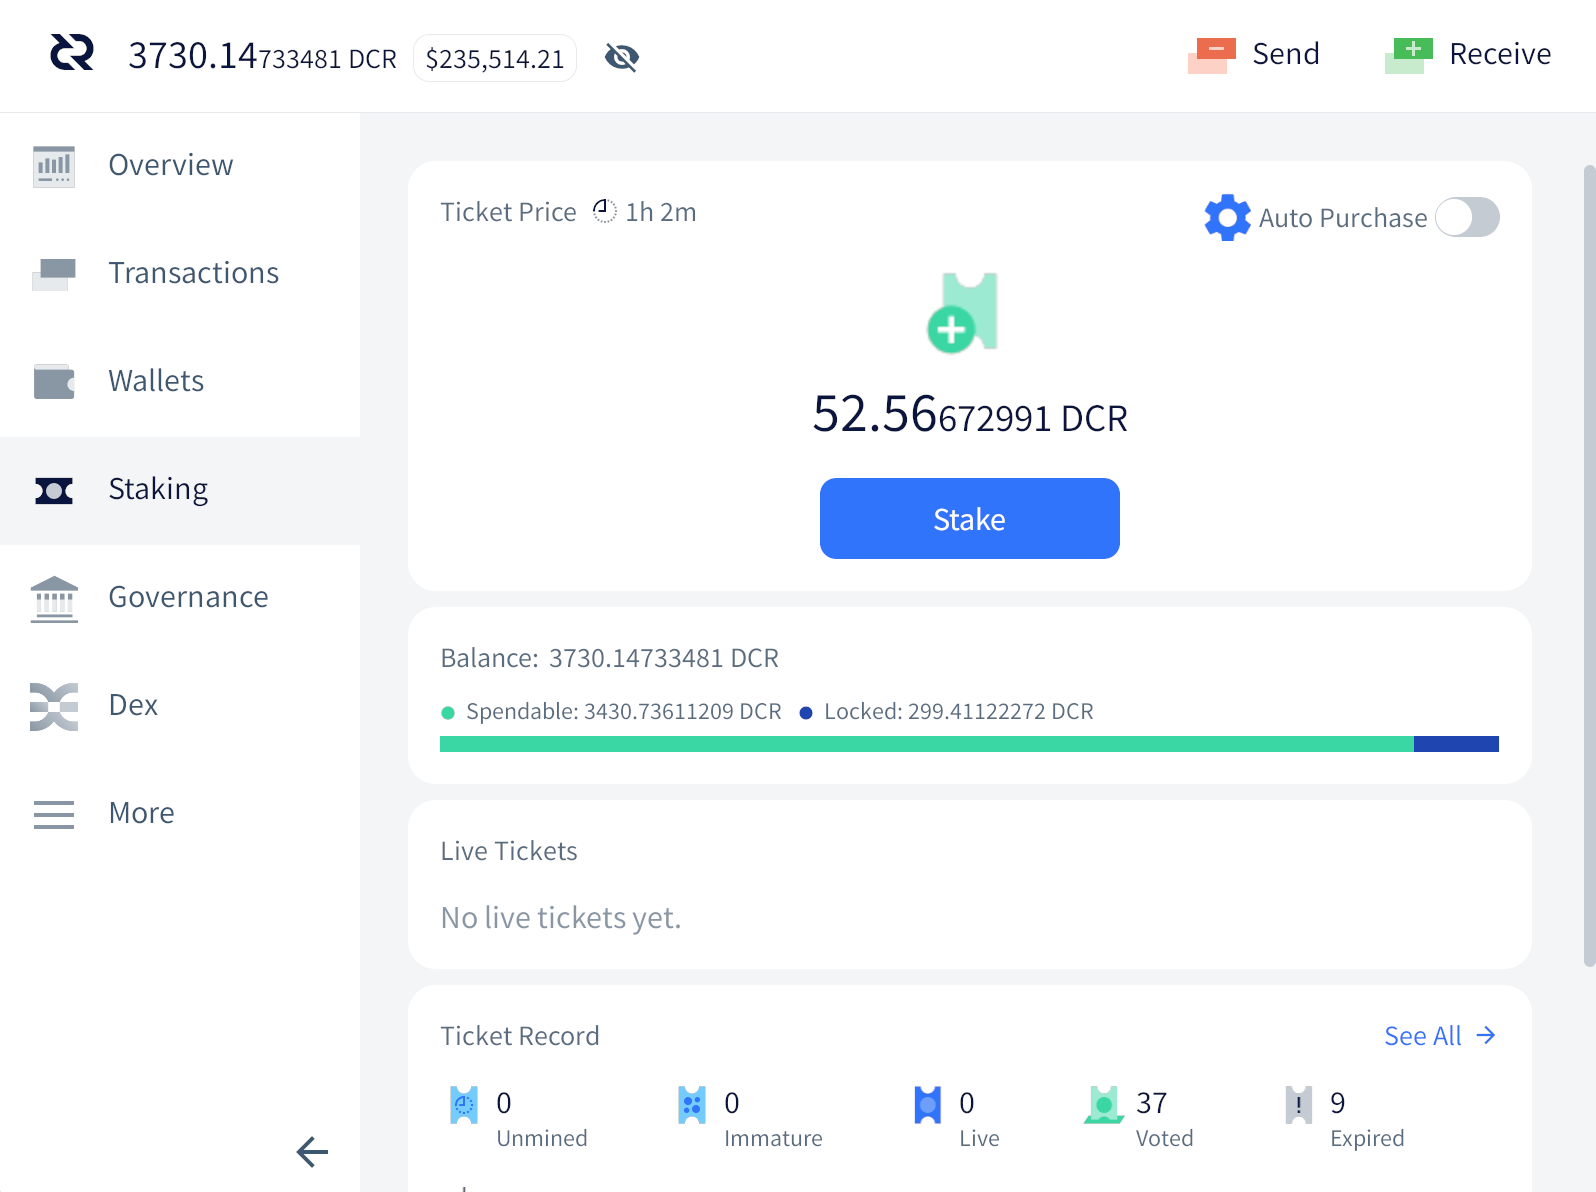 3730.14733481 DCR $235,514.21 Send Receive
Overview
Transactions
Wallets
Staking
Governance
Dex
More
Ticket Price 1h 2m Auto Purchase
52.56672991 DCR
Stake
Balance: 3730.14733481 DCR
Spendable: 3430.73611209 DCR Locked: 299.41122272 DCR
Live Tickets
No live tickets yet.
Ticket Record See All
0 0 0 37 9
Unmined Immature Live Voted Expired